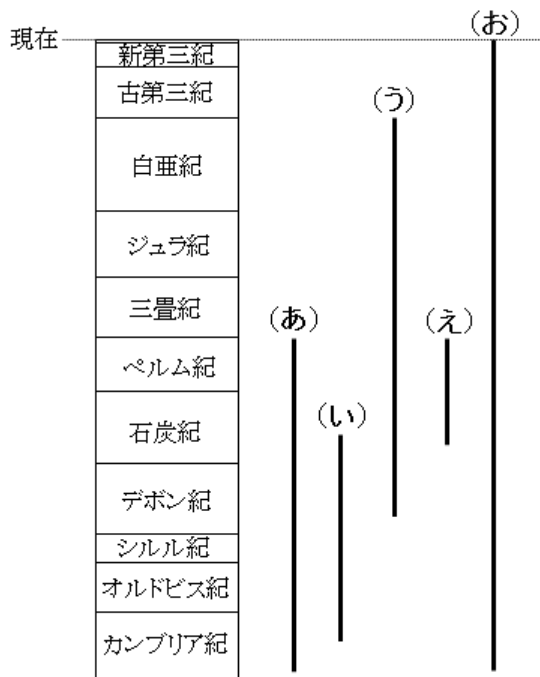 現在
新第三紀
古第三紀
白亜紀
ジュラ紀
三畳紀
ペルム紀
石炭紀
デボン紀
シルル紀
オルドビス紀
カンブリア紀
(あ)
(い)
(う)
(え)
(お)